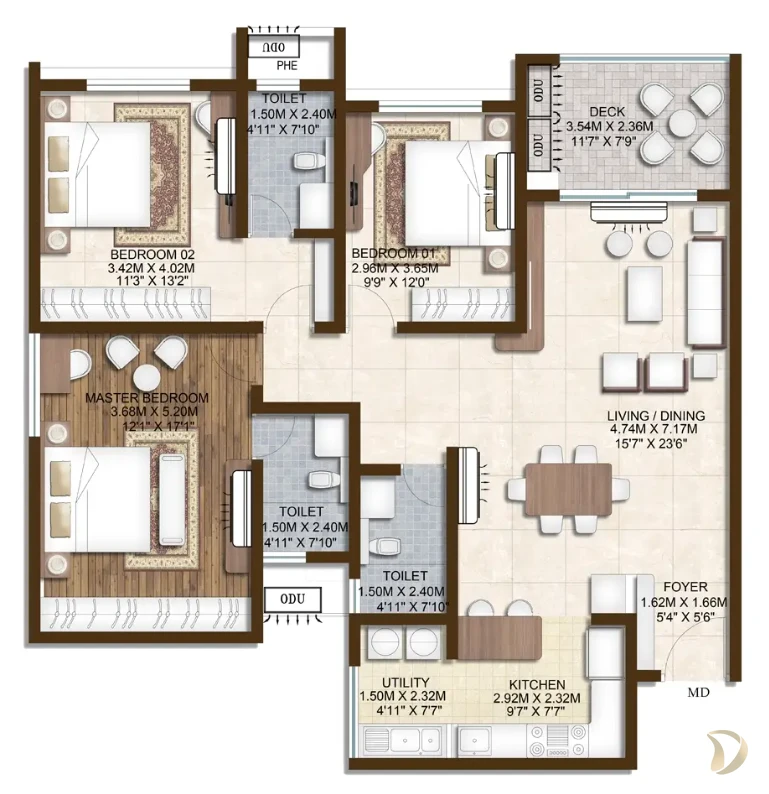 ODU
PHE
TOILET
1.50M X 2.40M
4'11" X 7'10"
ODU
ODU
DECK
3.54M X 2.36M
11'7" X 7'9"
BEDROOM 02
3.42M X 4.02M
11'3" X 13'2"
BEDROOM 01
2.96M X 3.65M
9'9" X 12'0"
MASTER BEDROOM
3.68M X 5.20M
12'1" X 17'1"
LIVING / DINING
4.74M X 7.17M
15'7" X 23'6"
TOILET
1.50M X 2.40M
4'11" X 7'10"
TOILET
1.50M X 2.40M
4'11" X 7'10"
ODU
FOYER
1.62M X 1.66M
5'4" X 5'6"
UTILITY
1.50M X 2.32M
4'11" X 7'7"
KITCHEN
2.92M X 2.32M
9'7" X 7'7"
MD